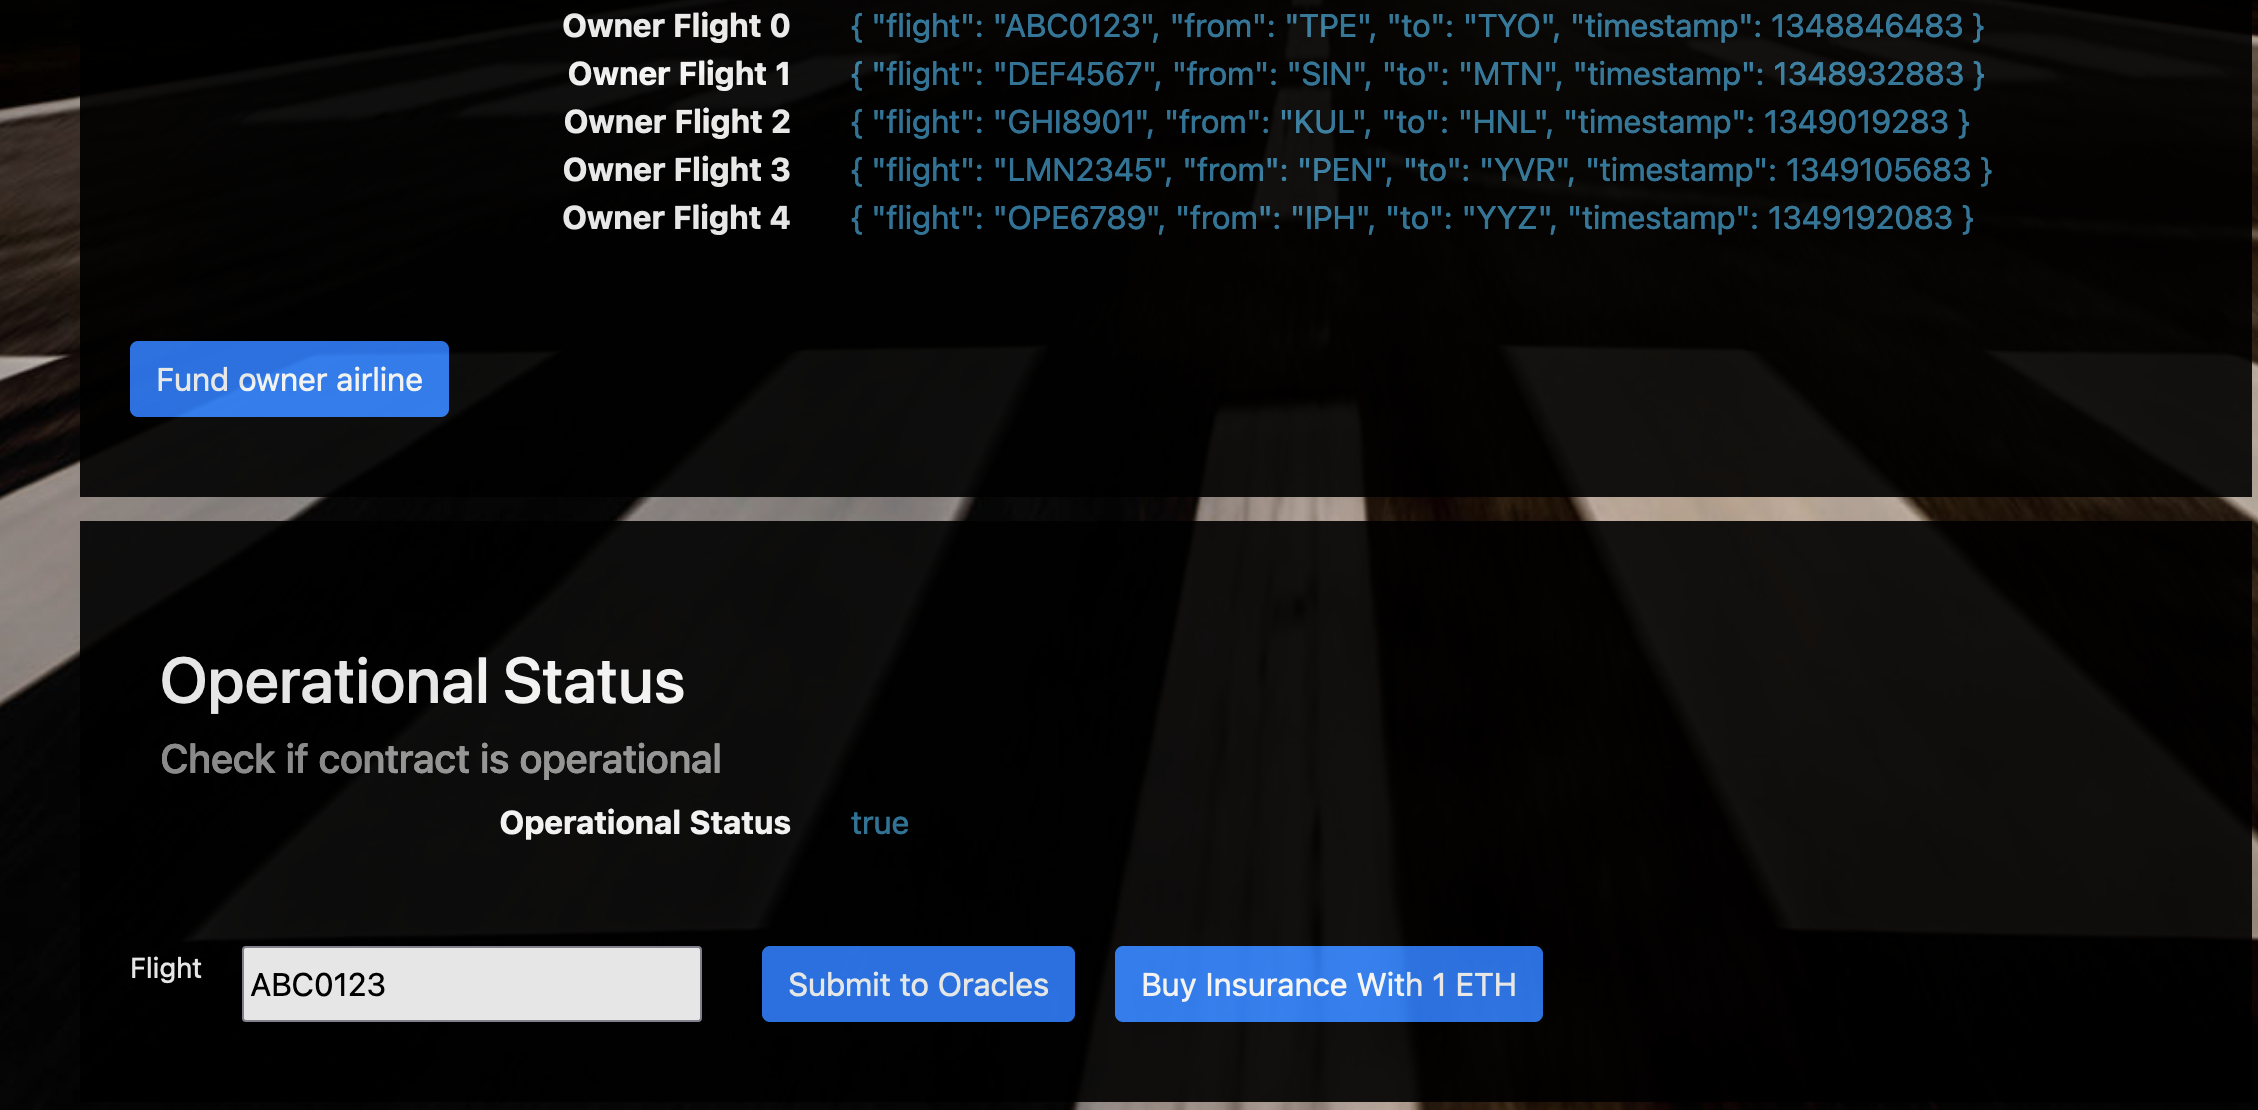 Owner Flight 0 { "flight": "ABC0123", "from": "TPE", "to": "TYO", "timestamp": 1348846483 }
Owner Flight 1 { "flight": "DEF4567", "from": "SIN", "to": "MTN", "timestamp": 1348932883 }
Owner Flight 2 { "flight": "GHI8901", "from": "KUL", "to": "HNL", "timestamp": 1349019283 }
Owner Flight 3 { "flight": "LMN2345", "from": "PEN", "to": "YVR", "timestamp": 1349105683 }
Owner Flight 4 { "flight": "OPE6789", "from": "IPH", "to": "YYZ", "timestamp": 1349192083 }
Fund owner airline
Operational Status
Check if contract is operational
Operational Status true
Flight ABC0123 Submit to Oracles Buy Insurance With 1 ETH